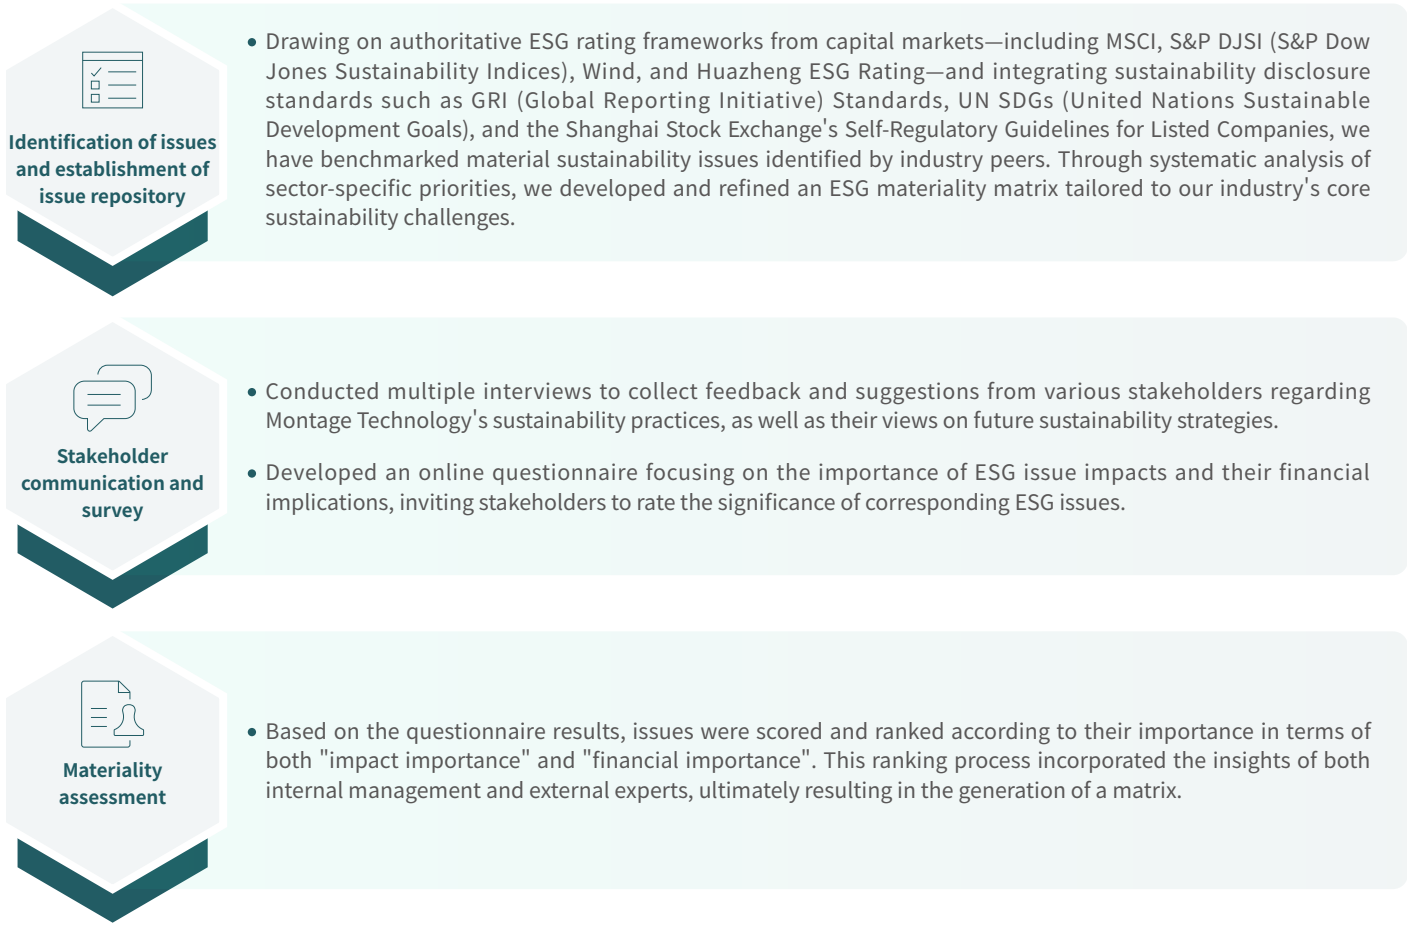 Identification of issues
and establishment of
issue repository
• Drawing on authoritative ESG rating frameworks from capital markets—including MSCI, S&P DJSI (S&P Dow
Jones Sustainability Indices), Wind, and Huazheng ESG Rating—and integrating sustainability disclosure
standards such as GRI (Global Reporting Initiative) Standards, UN SDGs (United Nations Sustainable
Development Goals), and the Shanghai Stock Exchange's Self-Regulatory Guidelines for Listed Companies, we
have benchmarked material sustainability issues identified by industry peers. Through systematic analysis of
sector-specific priorities, we developed and refined an ESG materiality matrix tailored to our industry's core
sustainability challenges.
Stakeholder
communication and
survey
• Conducted multiple interviews to collect feedback and suggestions from various stakeholders regarding
Montage Technology's sustainability practices, as well as their views on future sustainability strategies.
• Developed an online questionnaire focusing on the importance of ESG issue impacts and their financial
implications, inviting stakeholders to rate the significance of corresponding ESG issues.
Materiality
assessment
• Based on the questionnaire results, issues were scored and ranked according to their importance in terms of
both "impact importance" and "financial importance". This ranking process incorporated the insights of both
internal management and external experts, ultimately resulting in the generation of a matrix.